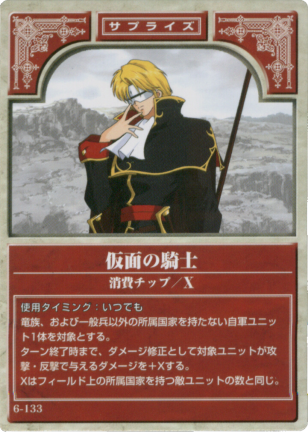 サプライズ
仮面の騎士
消費チップ/X
使用タイミング:いつでも
竜族、および一般兵以外の所属国家を持たない自軍ユニ
ット1体を対象とする。
ターン終了時まで、ダメージ修正として対象ユニットが攻
撃・反撃で与えるダメージを+Xする。
Xはフィールド上の所属国家を持つ敵ユニットの数と同じ。
6-133